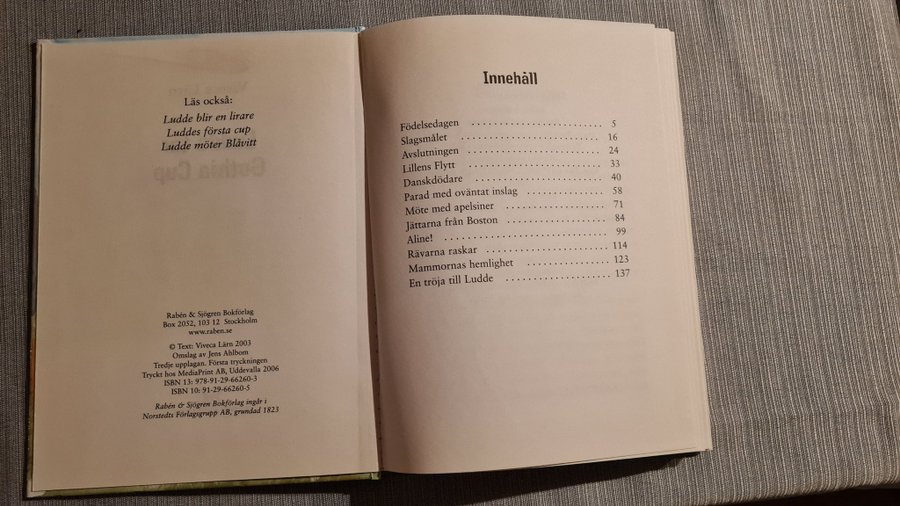 Läs också:
Ludde blir en lirare
Luddes första cup
Ludde möter Blåvitt
Rabén & Sjögren Bokförlag
Box 2052, 103 12 Stockholm
www.raben.se
© Text: Viveca Lärn 2003
Omslag av Jens Ahlbom
Tredje upplagan. Första tryckningen
Tryckt hos MediaPrint AB, Uddevalla 2006
ISBN 13: 978-91-29-66260-3
ISBN 10: 91-29-66260-5
Rabén & Sjögren Bokförlag ingår i
Norstedts Förlagsgrupp AB, grundad 1823
Innehåll
Födelsedagen . . . . . . . . . . . . . . . . . . . . 5
Slagsmålet . . . . . . . . . . . . . . . . . . . . 16
Avslutningen . . . . . . . . . . . . . . . . . . . 24
Lillens Flytt . . . . . . . . . . . . . . . . . . . . 33
Danskdödare . . . . . . . . . . . . . . . . . . . 40
Parad med oväntat inslag . . . . . . . . . . . 58
Möte med apelsiner . . . . . . . . . . . . . . 71
Jättarna från Boston . . . . . . . . . . . . . . 84
Aline! . . . . . . . . . . . . . . . . . . . . . . . . 99
Rävarna raskar . . . . . . . . . . . . . . . . . 114
Mammornas hemlighet . . . . . . . . . . . . 123
En tröja till Ludde . . . . . . . . . . . . . . 137